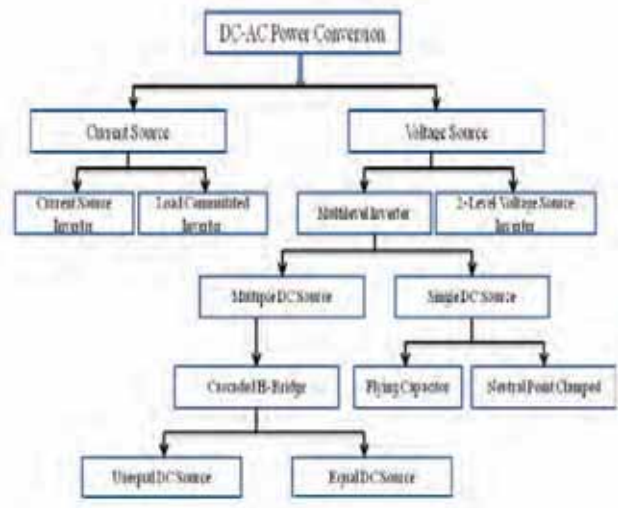 DC-AC Power Conversion
Current Source
Voltage Source
Current Source
Inverter
Load Commutated
Inverter
Multilevel Inverter
2-Level Voltage Source
Inverter
Multiple DC Source
Single DC Source
Cascaded H-Bridge
Flying Capacitor
Neutral Point Clamped
Unequal DC Source
Equal DC Source